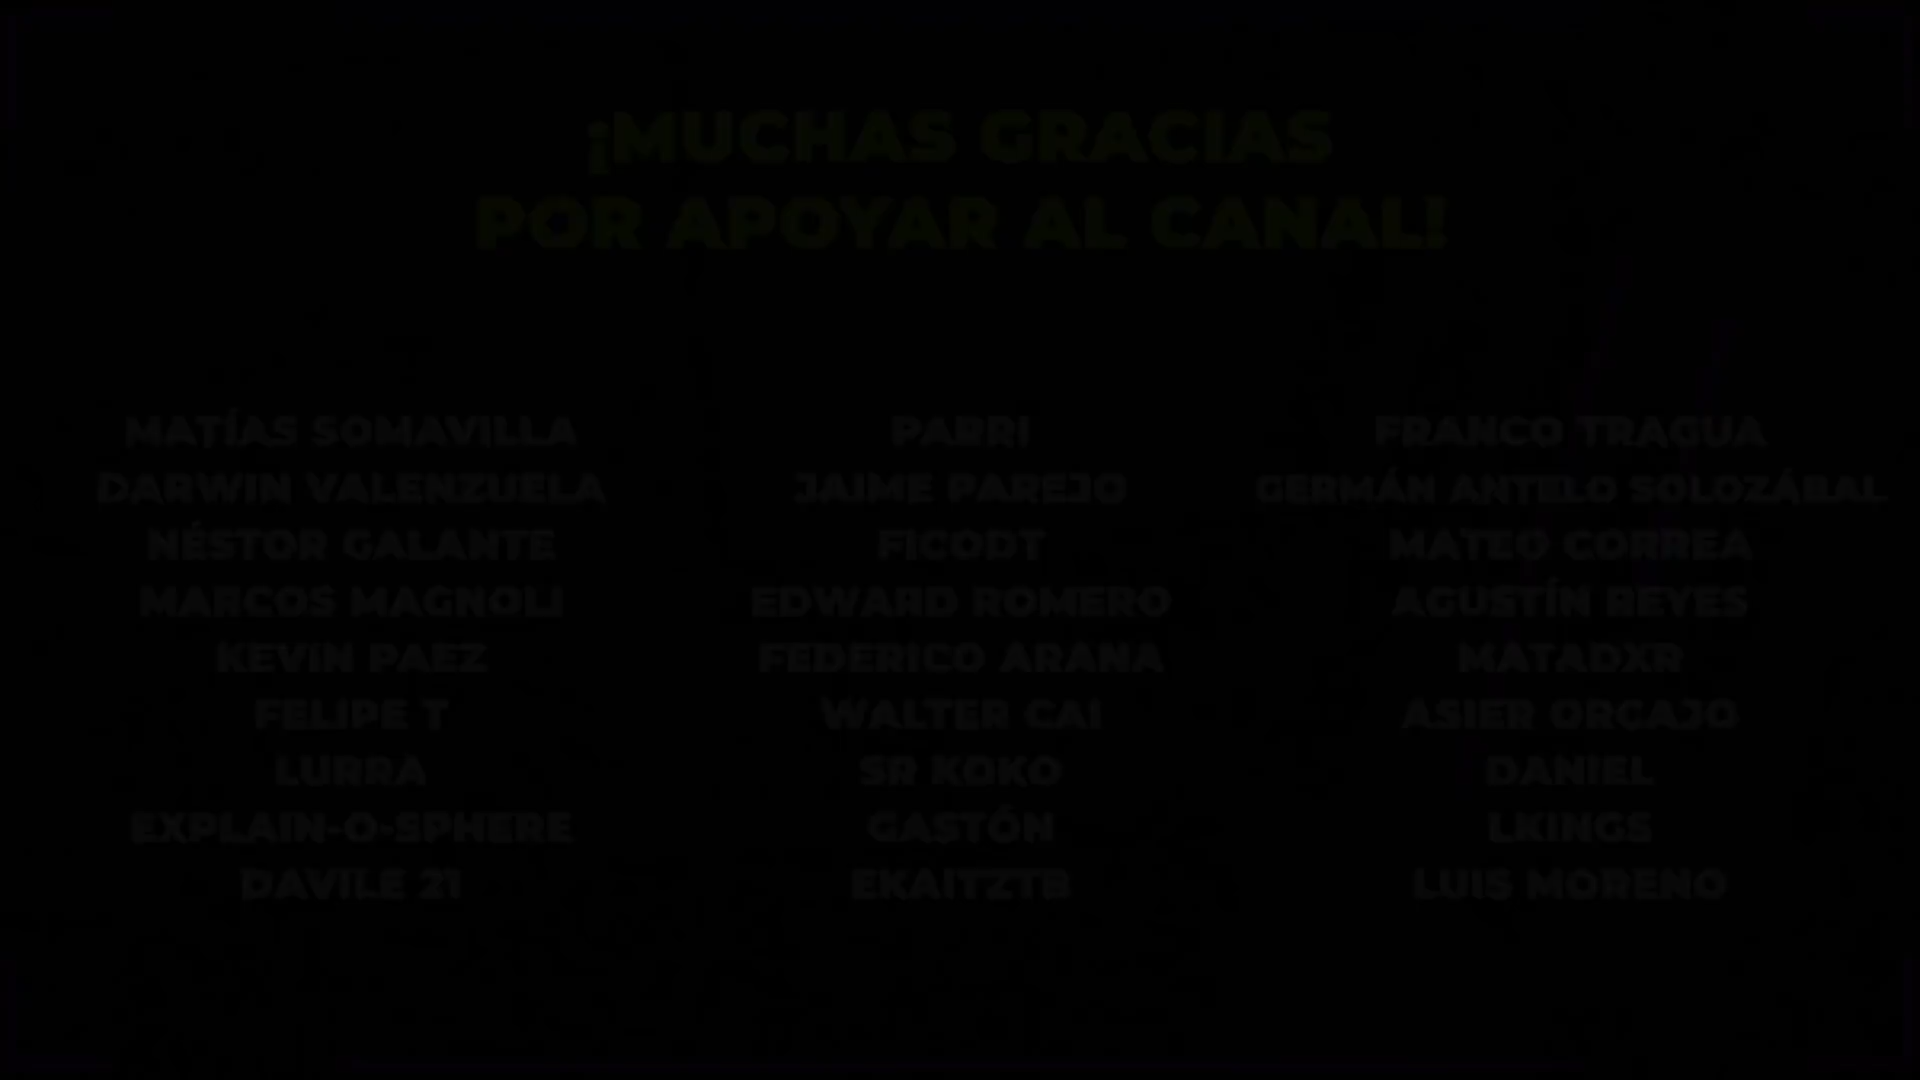 ¡MUCHAS GRACIAS
POR APOYAR AL CANAL!
MATÍAS SOMAVILLA
DARWIN VALENZUELA
NÉSTOR GALANTE
MARCOS MAGNOLI
KEVIN PAEZ
FELIPE T
LURRA
EXPLAIN-O-SPHERE
DAVILE 21
PARRI
JAIME PAREJO
FICODT
EDWARD ROMERO
FEDERICO ARANA
WALTER CAI
SR KOKO
GASTÓN
EKAITZTB
FRANCO TRAGUA
GERMÁN ANTELO SOLOZÁBAL
MATEO CORREA
AGUSTÍN REYES
MATADXR
ASIER ORCAJO
DANIEL
LKINGS
LUIS MORENO